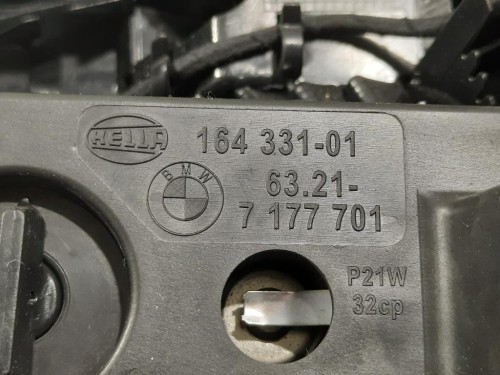 HELLA 164 331-01
BMW 63.21-
7 177 701
P21W
32cp